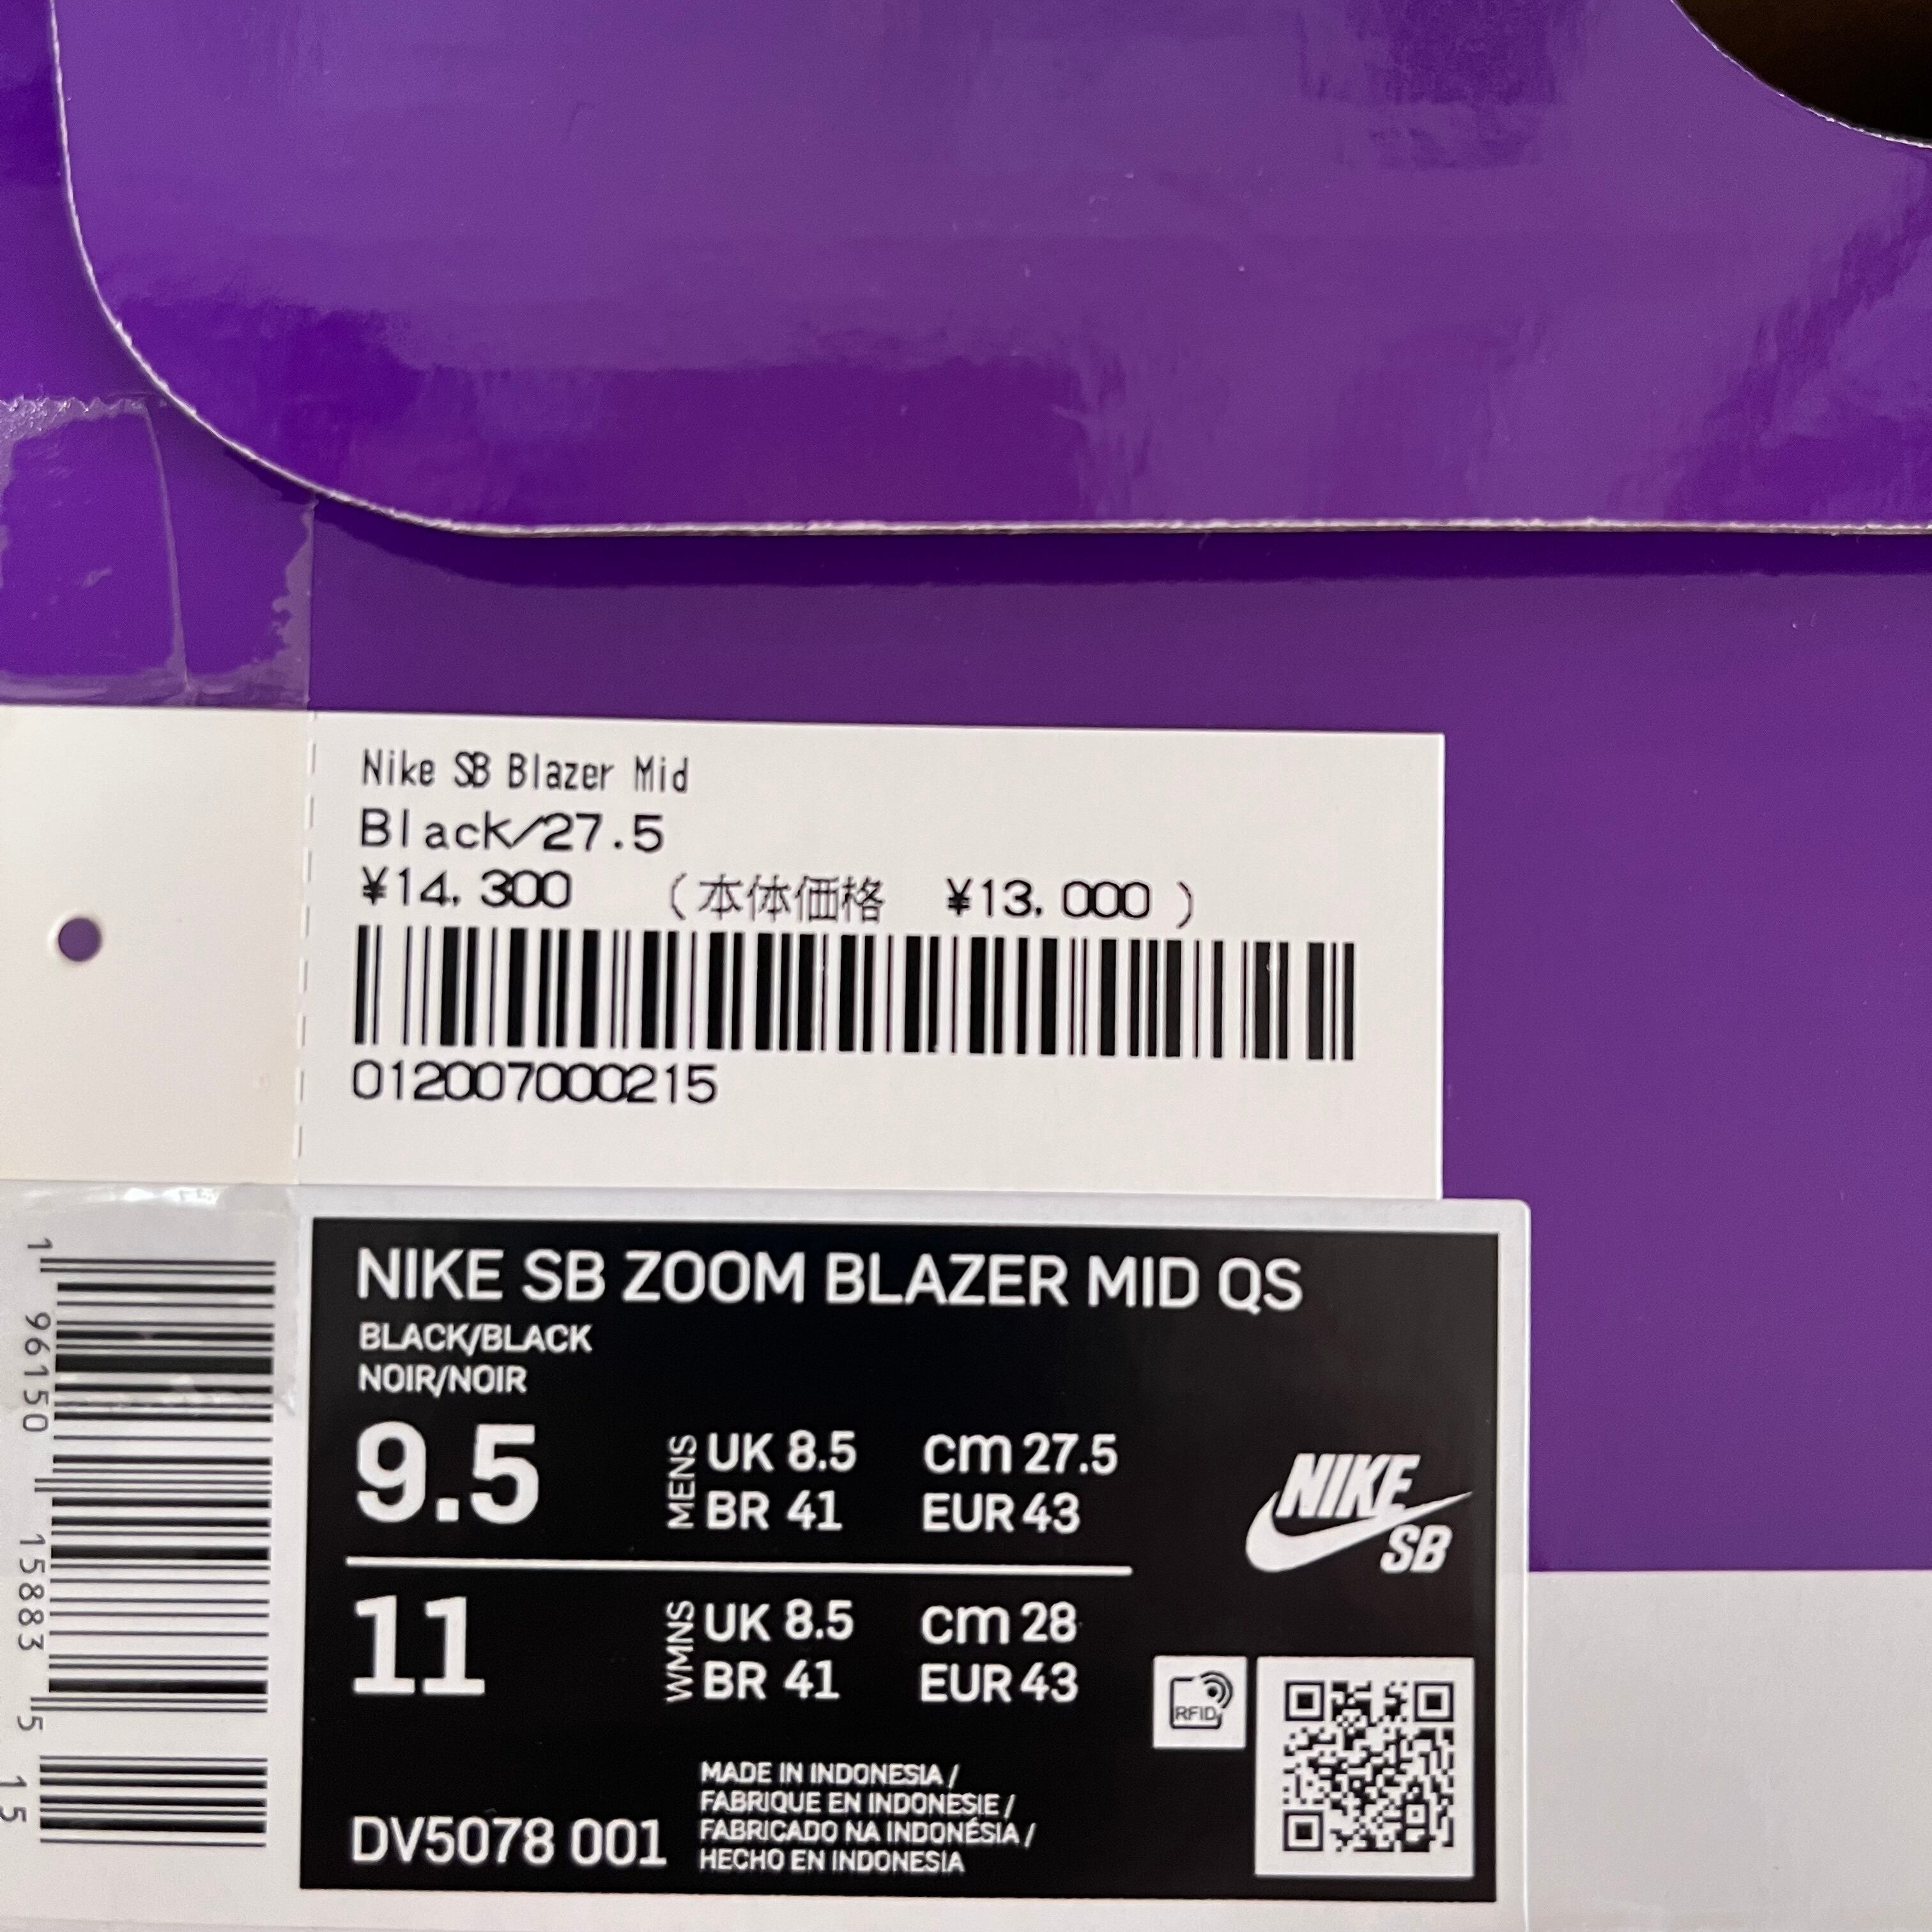 Nike SB Blazer Mid
Black/27.5
¥14,300 (本体価格 ¥13,000)
012007000215
NIKE SB ZOOM BLAZER MID QS
BLACK/BLACK
NOIR/NOIR
9.5
MENS
UK 8.5 cm 27.5
BR 41 EUR 43
NIKE
SB
11
WMNS
UK 8.5 cm 28
BR 41 EUR 43
RFID
DV5078 001
MADE IN INDONESIA /
FABRIQUE EN INDONESIE /
FABRICADO NA INDONÉSIA /
HECHO EN INDONESIA
1 96150 15883 5 15